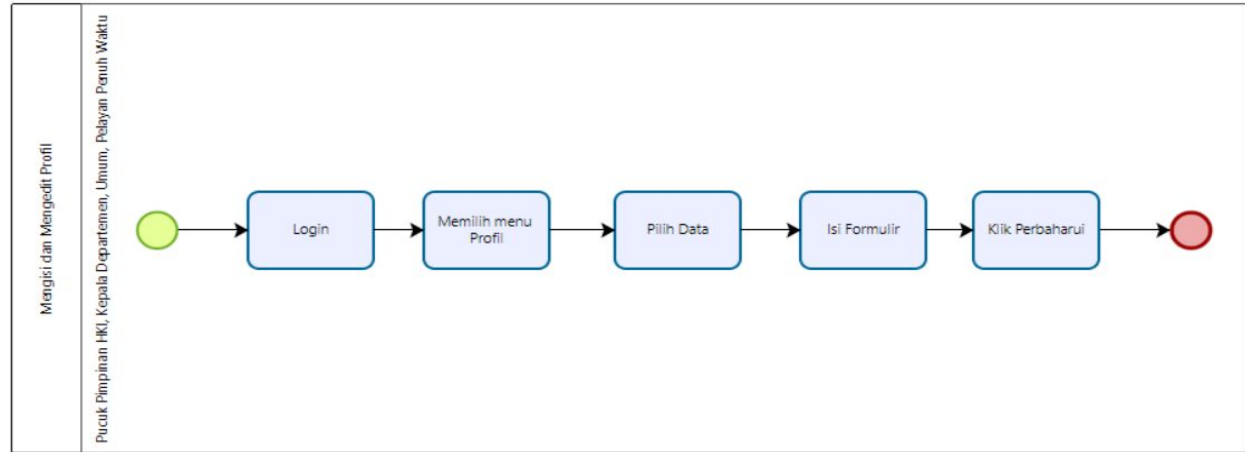 Mengisi dan Mengedit Profil
Pucuk Pimpinan HKI, Kepala Departemen, Umum, Pelayan Penuh Waktu
Login
Memilih menu
Profil
Pilih Data
Isi Formulir
Klik Perbaharui